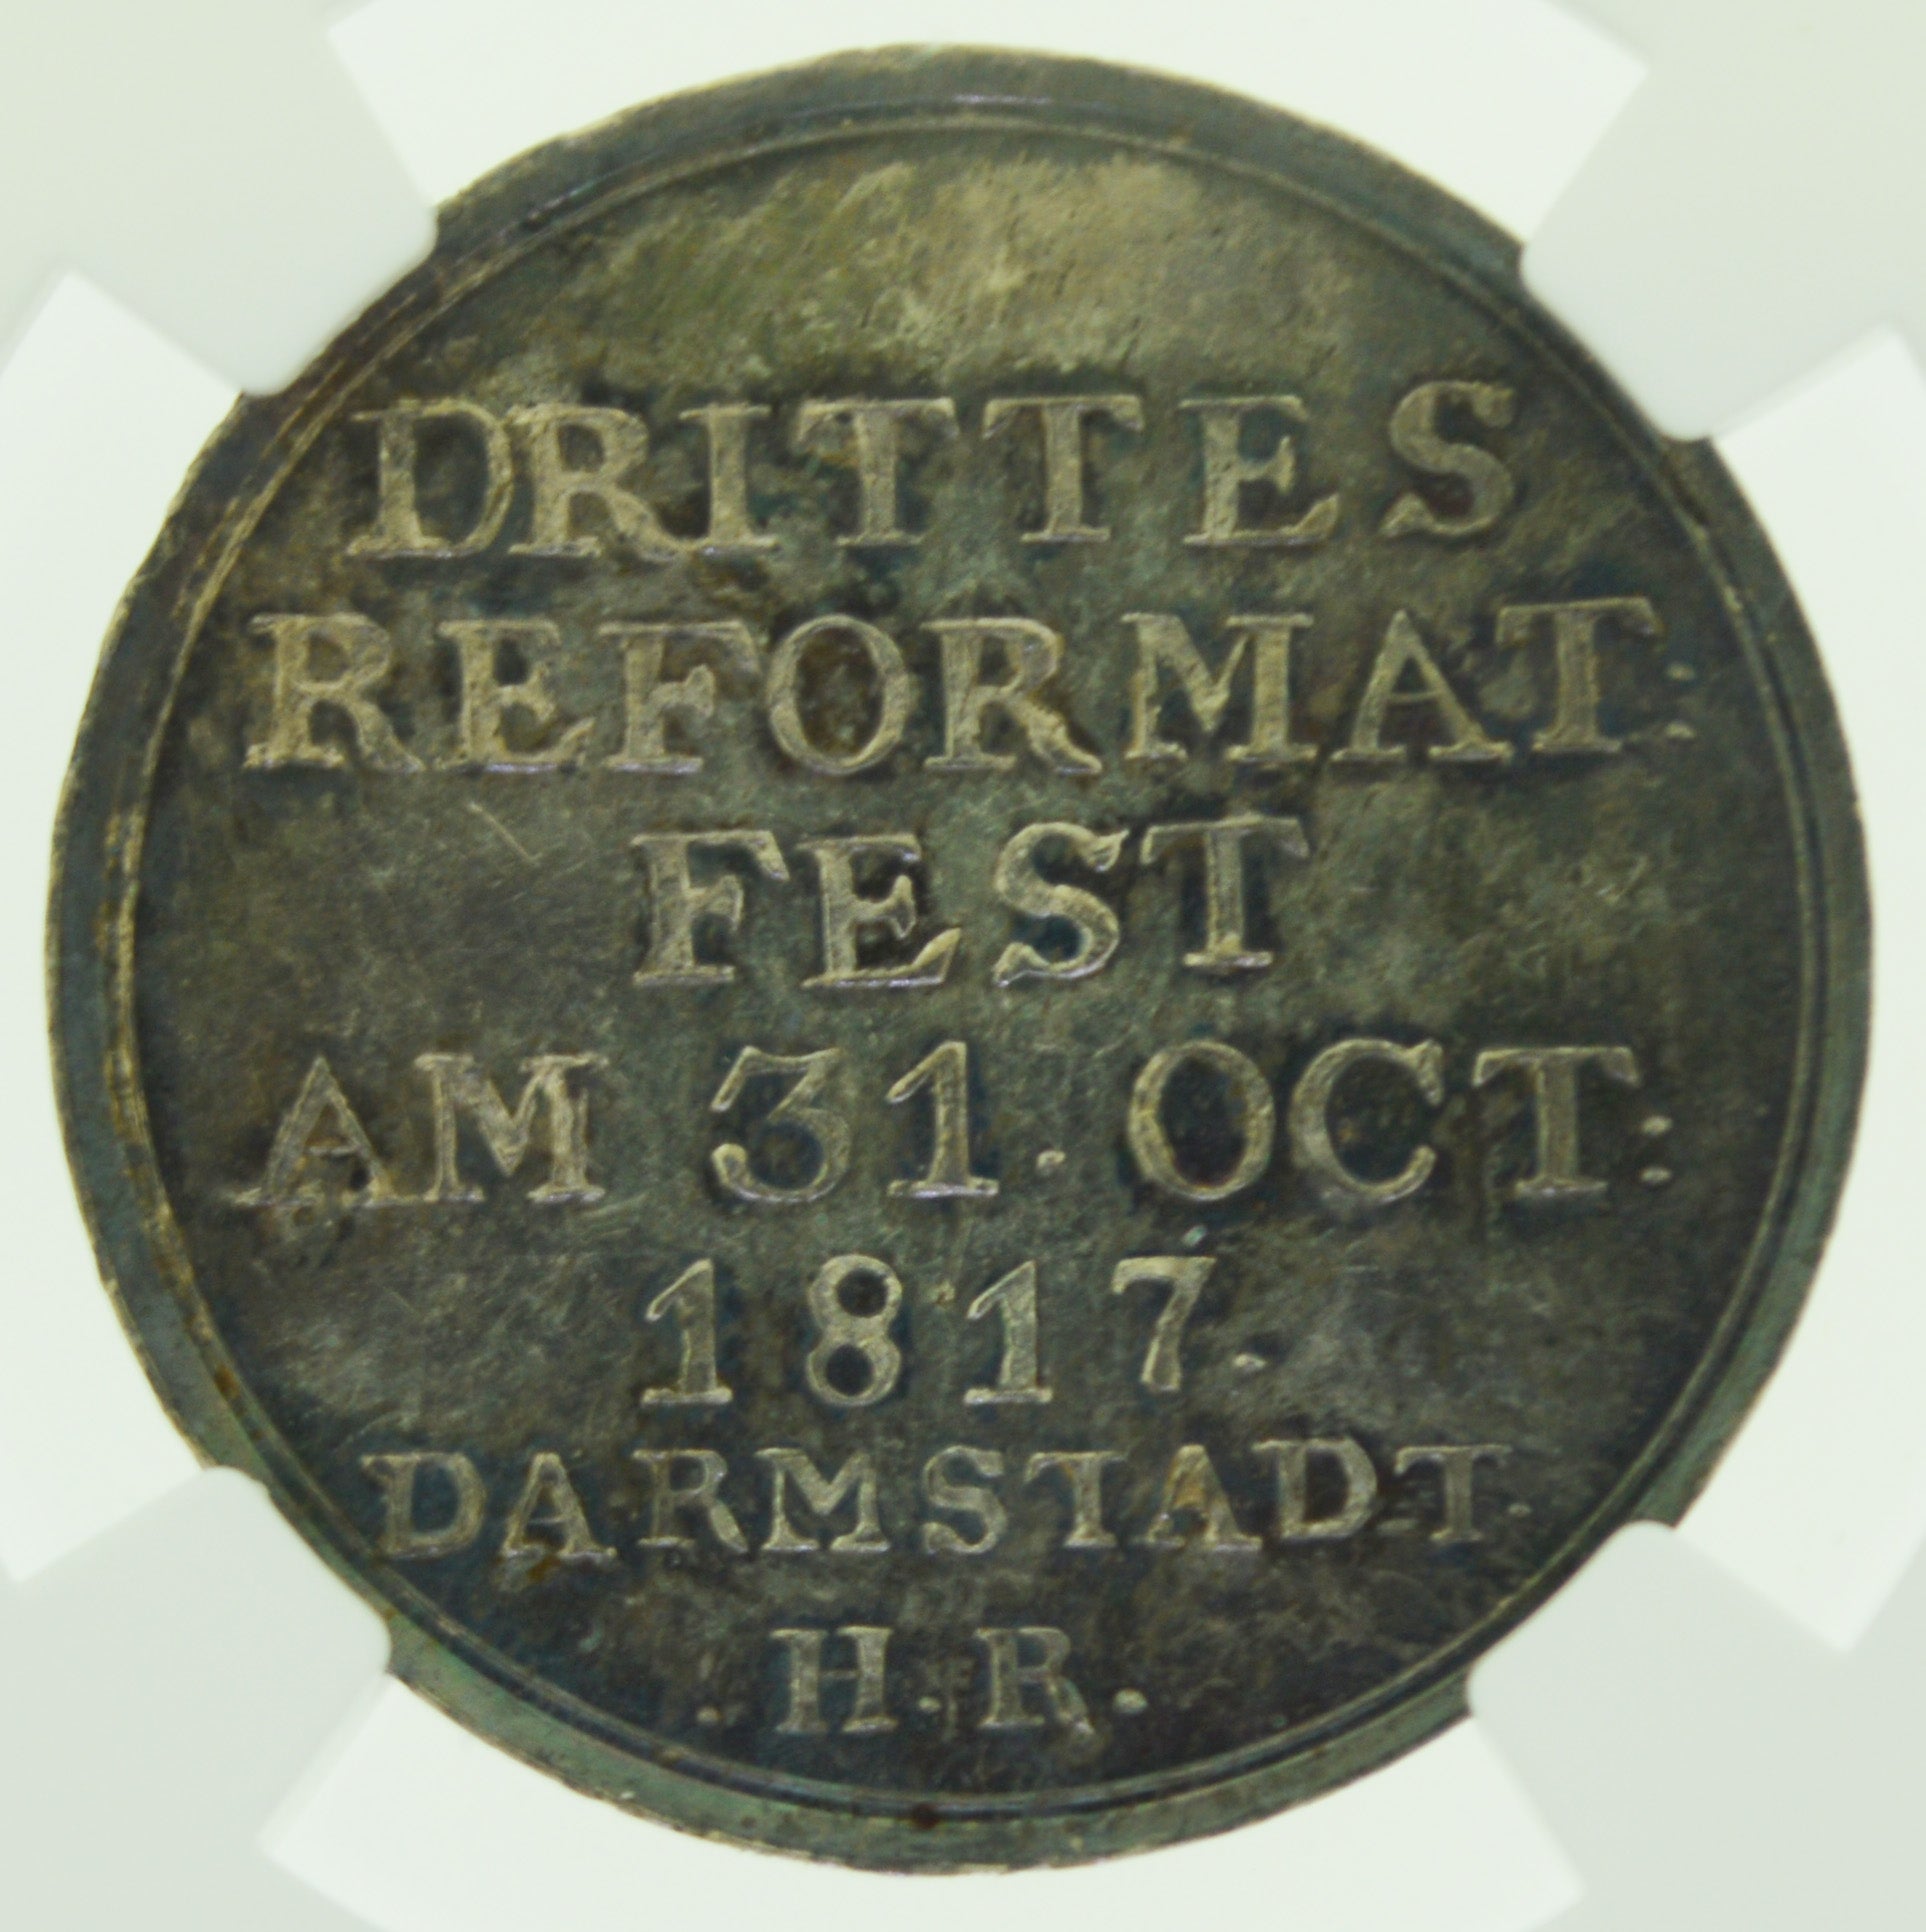 DRITTES
REFORMAT:
FEST
AM 31. OCT:
1817.
DARMSTADT.
.H.R.